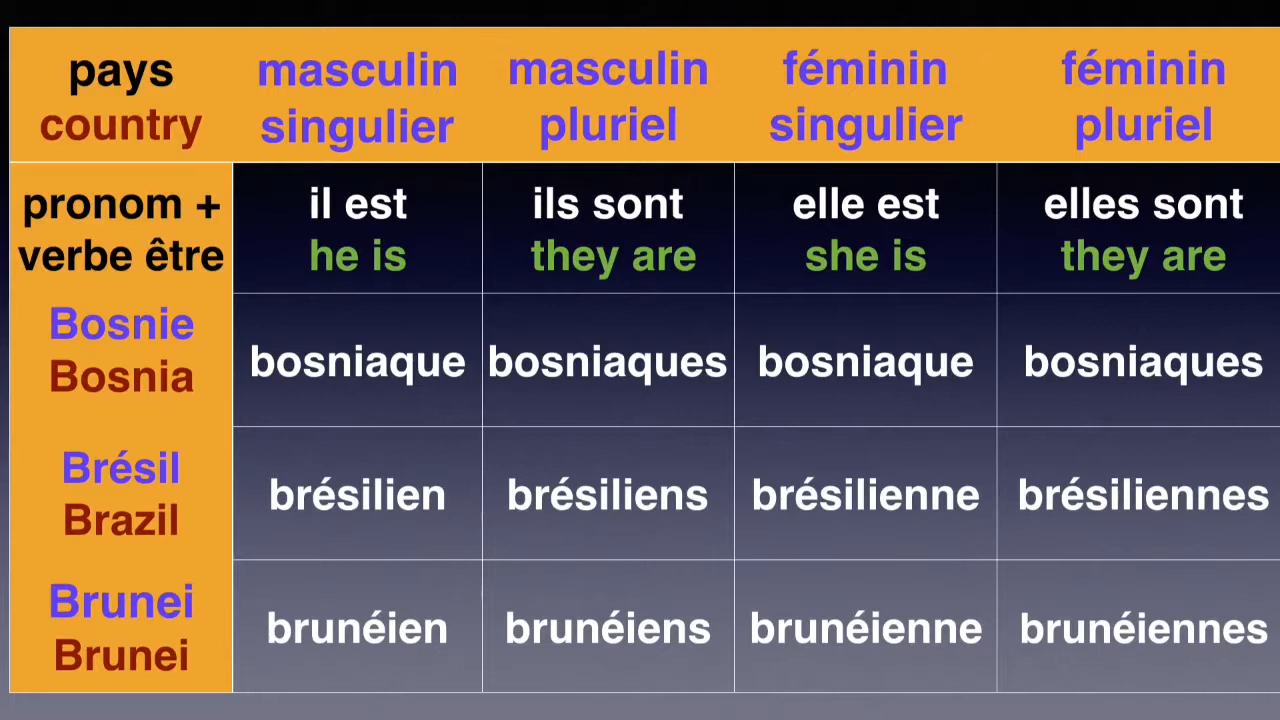 pays
country
masculin
singulier
masculin
pluriel
féminin
singulier
féminin
pluriel
pronom +
verbe être
il est
he is
ils sont
they are
elle est
she is
elles sont
they are
Bosnie
Bosnia
bosniaque
bosniaques
bosniaque
bosniaques
Brésil
Brazil
brésilien
brésiliens
brésilienne
brésiliennes
Brunei
Brunei
brunéien
brunéiens
brunéienne
brunéiennes